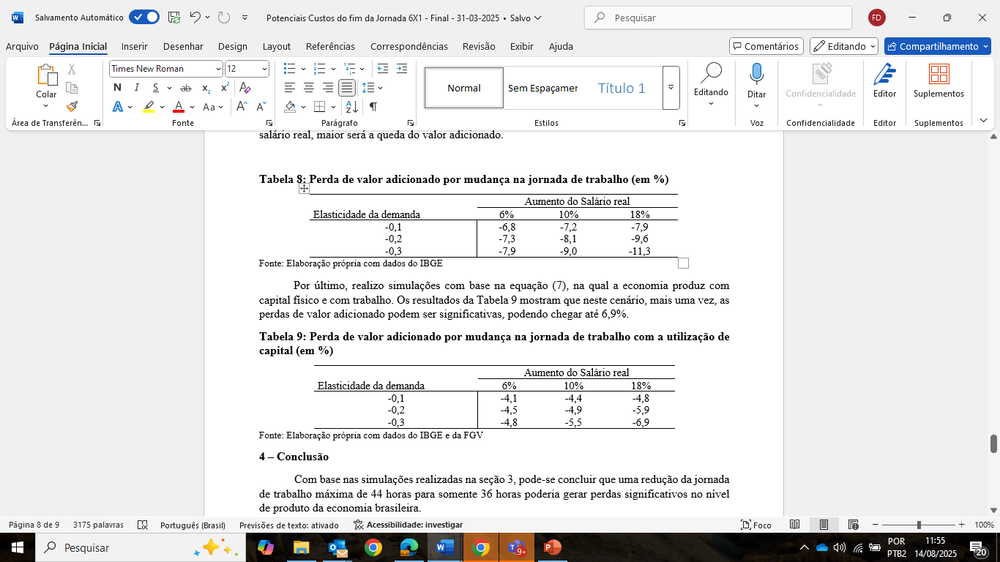 Salvamento Automático
Potenciais Custos do fim da Jornada 6X1 - Final - 31-03-2025 • Salvo
Pesquisar
FD
Arquivo Página Inicial Inserir Desenhar Design Layout Referências Correspondências Revisão Exibir Ajuda
Comentários Editando Compartilhamento
Colar
Times New Roman 12
N I S ab x₂ x²
A A Aa A A
Normal Sem Espaçamer Título 1
Editando Ditar Confidencialidade Editor Suplementos
Área de Transferên... Fonte Parágrafo Estilos Voz Confidencialidade Editor Suplementos
salário real, maior será a queda do valor adicionado.
Tabela 8: Perda de valor adicionado por mudança na jornada de trabalho (em %)
Aumento do Salário real
Elasticidade da demanda 6% 10% 18%
-0,1 -6,8 -7,2 -7,9
-0,2 -7,3 -8,1 -9,6
-0,3 -7,9 -9,0 -11,3
Fonte: Elaboração própria com dados do IBGE
Por último, realizo simulações com base na equação (7), na qual a economia produz com
capital físico e com trabalho. Os resultados da Tabela 9 mostram que neste cenário, mais uma vez, as
perdas de valor adicionado podem ser significativas, podendo chegar até 6,9%.
Tabela 9: Perda de valor adicionado por mudança na jornada de trabalho com a utilização de
capital (em %)
Aumento do Salário real
Elasticidade da demanda 6% 10% 18%
-0,1 -4,1 -4,4 -4,8
-0,2 -4,5 -4,9 -5,9
-0,3 -4,8 -5,5 -6,9
Fonte: Elaboração própria com dados do IBGE e da FGV
4 – Conclusão
Com base nas simulações realizadas na seção 3, pode-se concluir que uma redução da jornada
de trabalho máxima de 44 horas para somente 36 horas poderia gerar perdas significativos no nível
de produto da economia brasileira.
Página 8 de 9 3175 palavras Português (Brasil) Previsões de texto: ativado Acessibilidade: investigar Foco 100%
Pesquisar
9+
POR
PTB2
11:55
14/08/2025
20